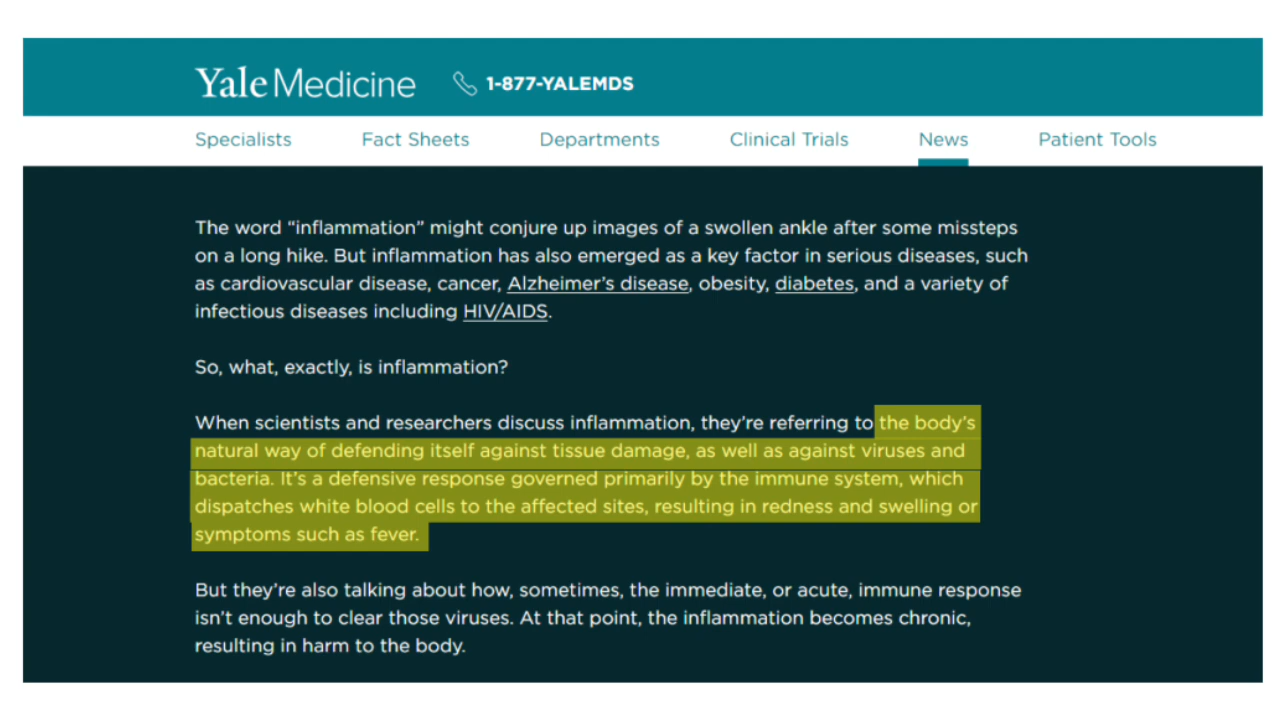 Yale Medicine 1-877-YALEMDS
Specialists Fact Sheets Departments Clinical Trials News Patient Tools
The word “inflammation” might conjure up images of a swollen ankle after some missteps
on a long hike. But inflammation has also emerged as a key factor in serious diseases, such
as cardiovascular disease, cancer, Alzheimer’s disease, obesity, diabetes, and a variety of
infectious diseases including HIV/AIDS.
So, what, exactly, is inflammation?
When scientists and researchers discuss inflammation, they’re referring to the body’s
natural way of defending itself against tissue damage, as well as against viruses and
bacteria. It’s a defensive response governed primarily by the immune system, which
dispatches white blood cells to the affected sites, resulting in redness and swelling or
symptoms such as fever.
But they’re also talking about how, sometimes, the immediate, or acute, immune response
isn’t enough to clear those viruses. At that point, the inflammation becomes chronic,
resulting in harm to the body.